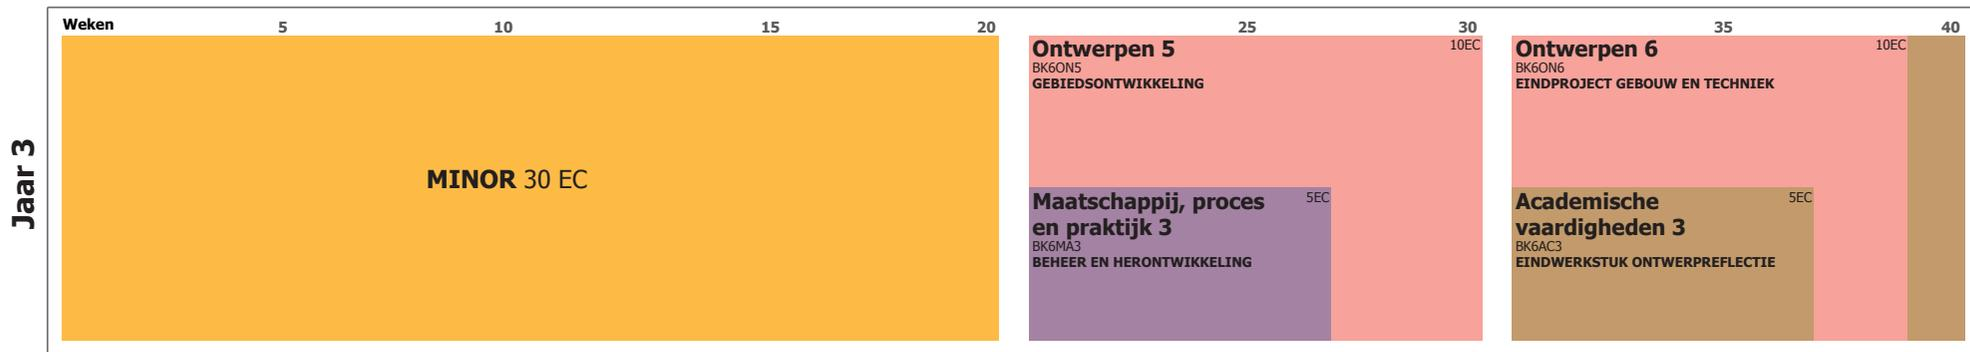 Weken 5 10 15 20 25 30 35 40
Jaar 3
MINOR 30 EC
Ontwerpen 5 10EC
BK6ON5
GEBIEDSONTWIKKELING
Maatschappij, proces 5EC
en praktijk 3
BK6MA3
BEHEER EN HERONTWIKKELING
Ontwerpen 6 10EC
BK6ON6
EINDPROJECT GEBOUW EN TECHNIEK
Academische 5EC
vaardigheden 3
BK6AC3
EINDWERKSTUK ONTWERPREFLECTIE